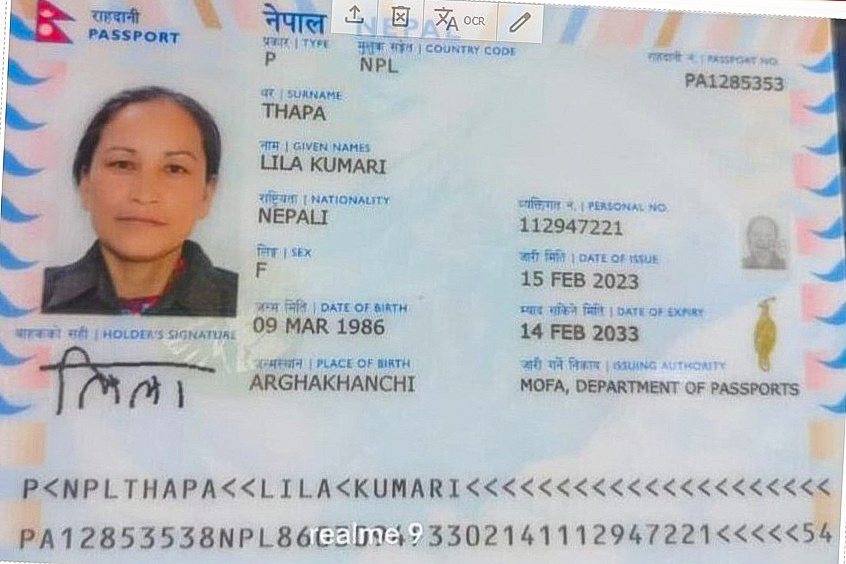 राहदानी
PASSPORT
नेपाल
NEPAL
OCR
प्रकार | TYPE
P
मुलुक सङ्केत | COUNTRY CODE
NPL
राहदानी नं. | PASSPORT NO.
PA1285353
थर | SURNAME
THAPA
नाम | GIVEN NAMES
LILA KUMARI
राष्ट्रियता | NATIONALITY
NEPALI
व्यक्तिगत नं. | PERSONAL NO.
112947221
लिङ्ग | SEX
F
जारी मिति | DATE OF ISSUE
15 FEB 2023
जन्म मिति | DATE OF BIRTH
09 MAR 1986
म्याद सकिने मिति | DATE OF EXPIRY
14 FEB 2033
वाहकको सही | HOLDER'S SIGNATURE
लिला
जन्मस्थान | PLACE OF BIRTH
ARGHAKHANCHI
जारी गर्ने निकाय | ISSUING AUTHORITY
MOFA, DEPARTMENT OF PASSPORTS
P<NPLTHAPA<<LILA<KUMARI<<<<<<<<<<<<<<<<<<<<<
PA12853538NPL86 3302141112947221<<<<<54
realme 9